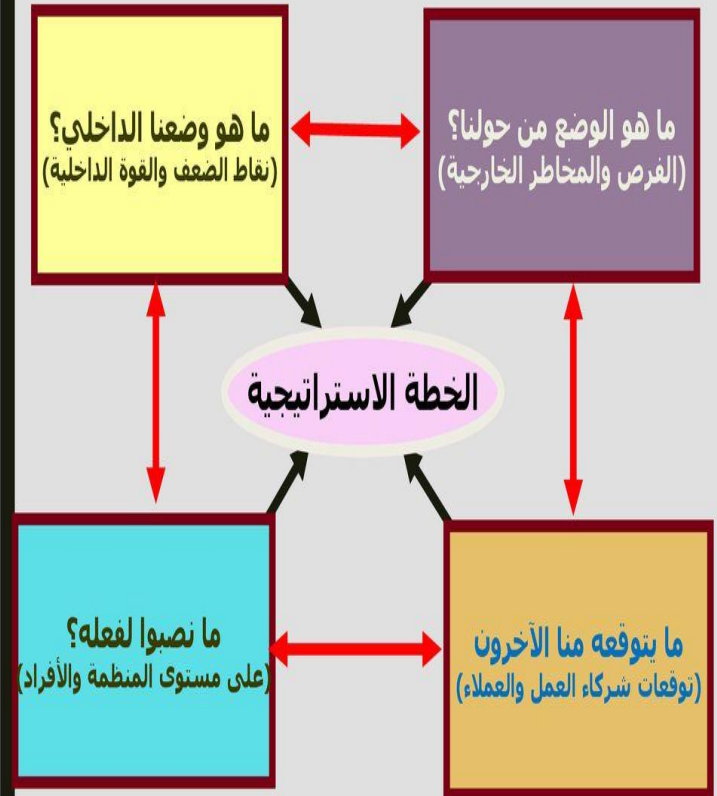 ما هو الوضع من حولنا؟
(الفرص والمخاطر الخارجية)
ما هو وضعنا الداخلي؟
(نقاط الضعف والقوة الداخلية)
الخطة الاستراتيجية
ما يتوقعه منا الآخرون
(توقعات شركاء العمل والعملاء)
ما نصبوا لفعله؟
(على مستوى المنظمة والأفراد)